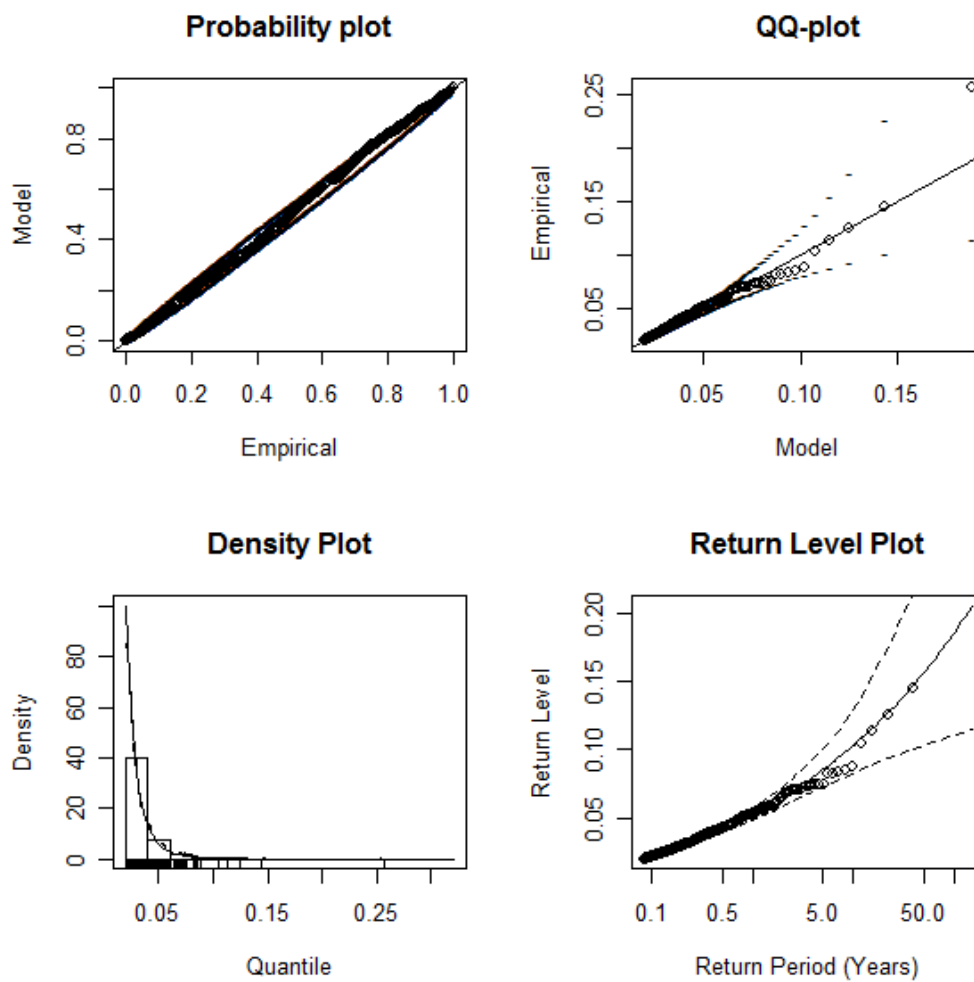 Probability plot
Model
0.0 0.4 0.8
0.0 0.2 0.4 0.6 0.8 1.0
Empirical
QQ-plot
Empirical
0.05 0.15 0.25
0.05 0.10 0.15
Model
Density Plot
Density
0 20 40 60 80
0.05 0.15 0.25
Quantile
Return Level Plot
Return Level
0.05 0.10 0.15 0.20
0.1 0.5 5.0 50.0
Return Period (Years)